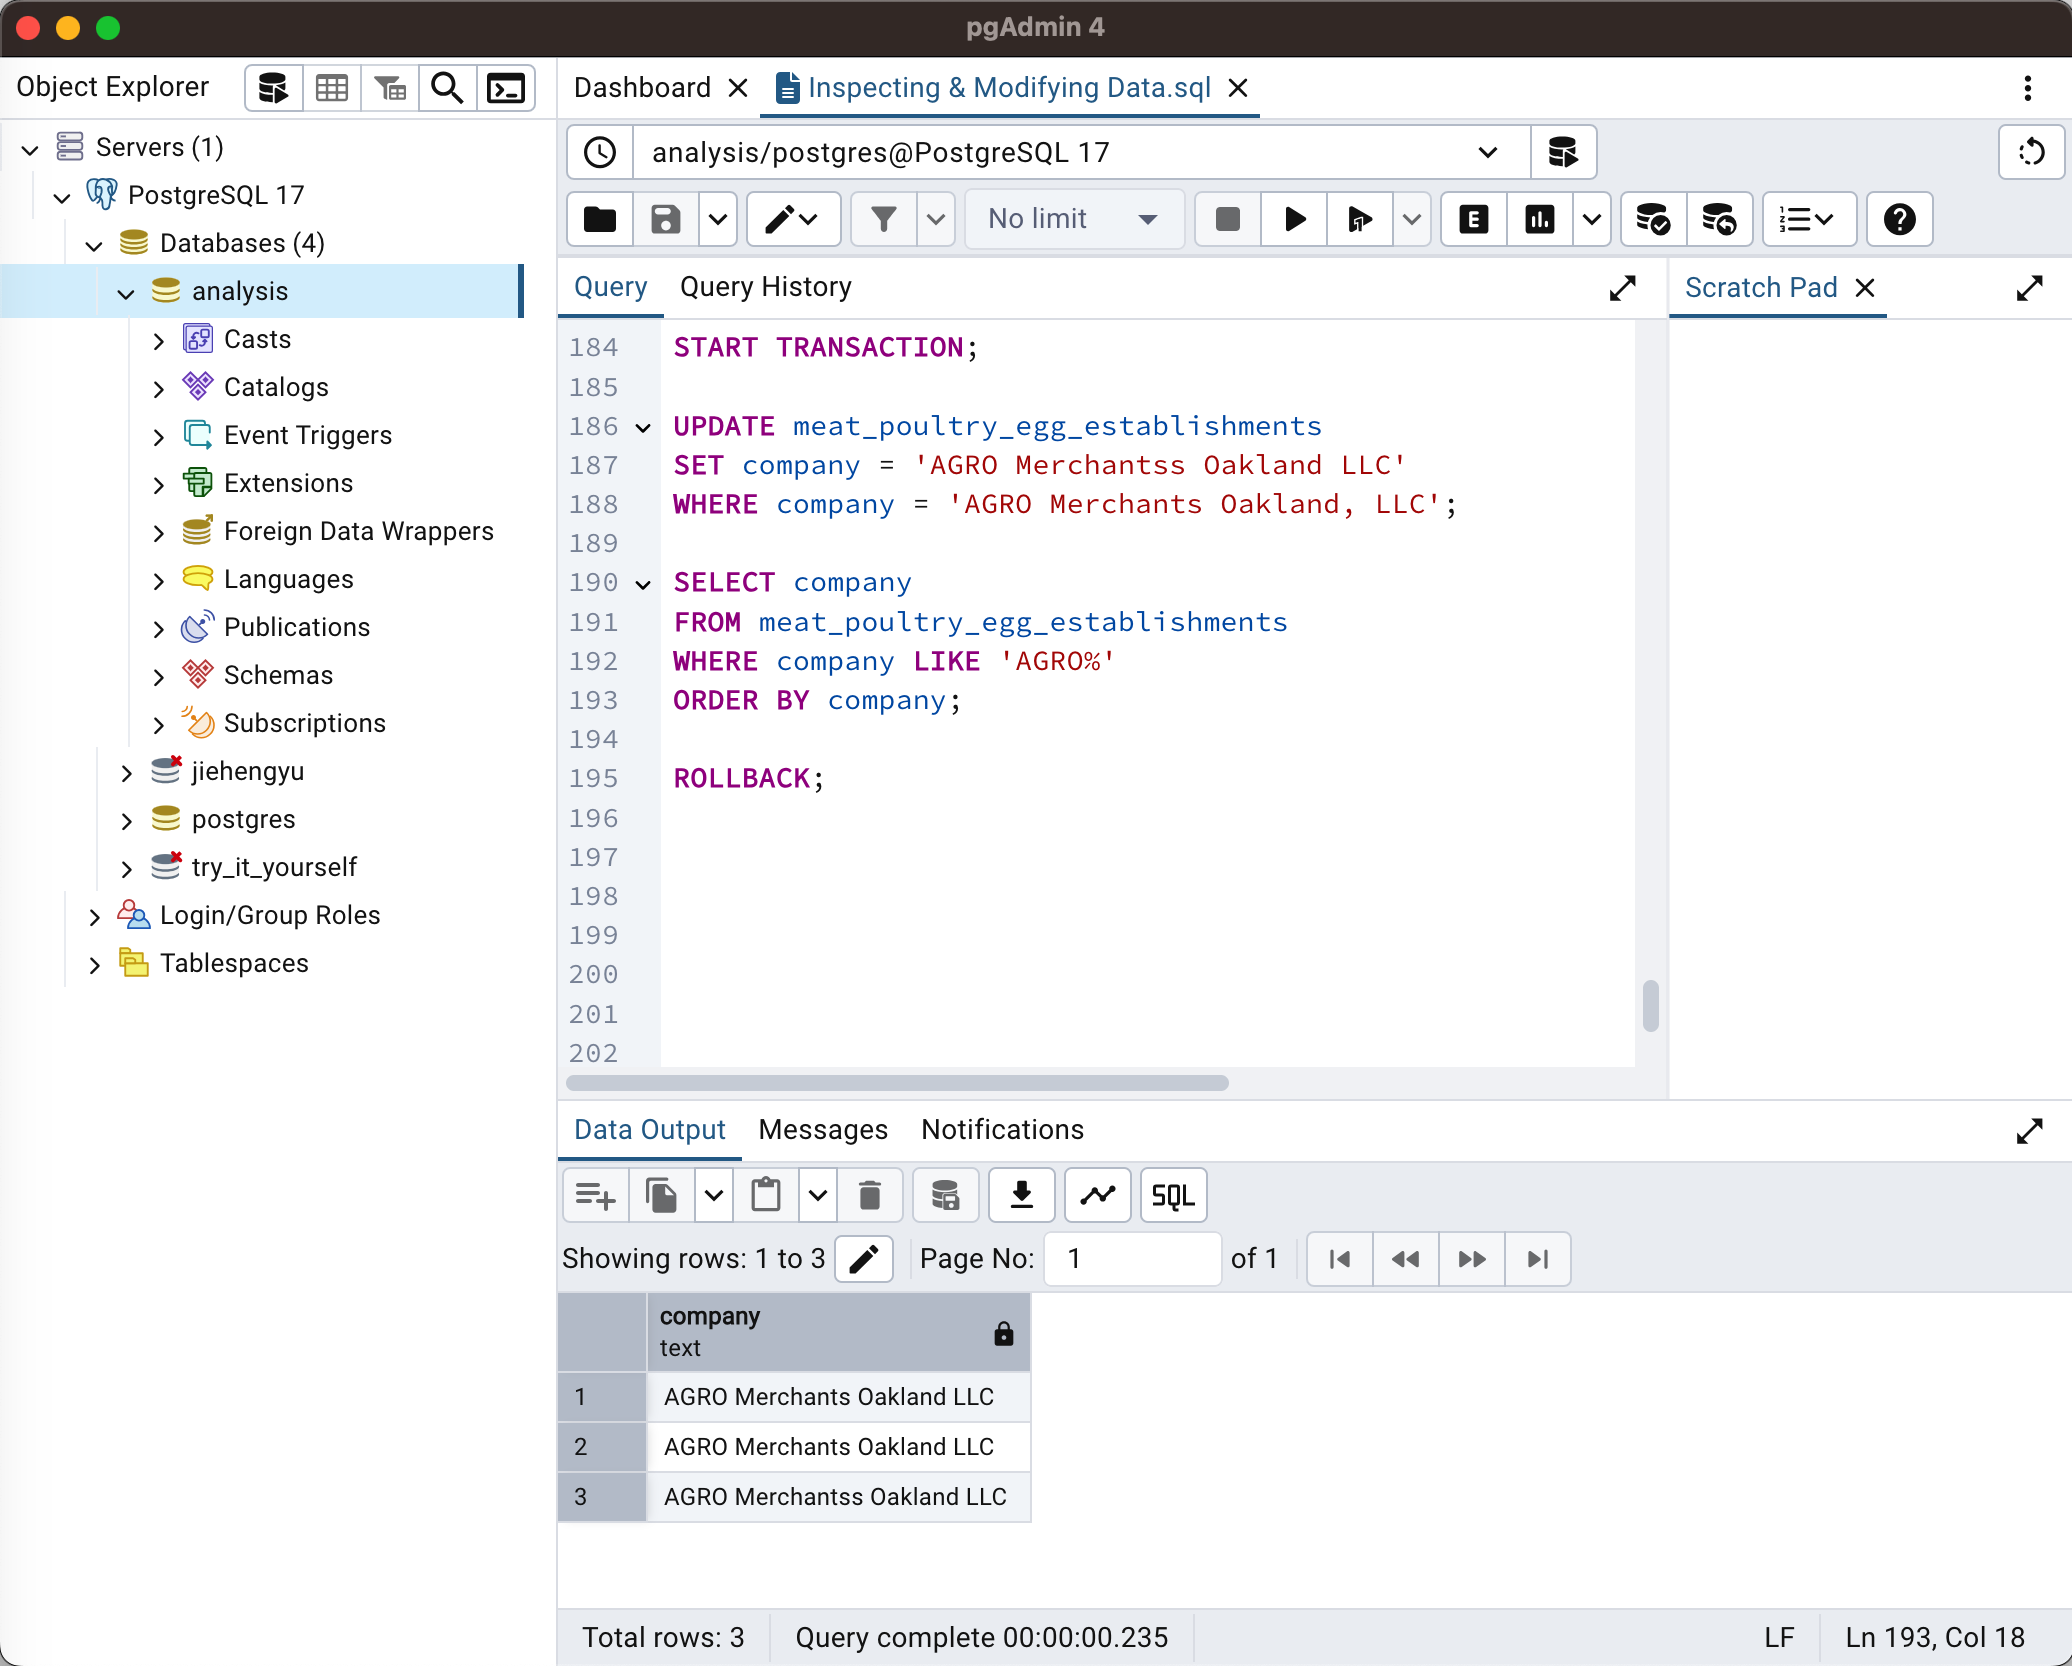 pgAdmin 4
Object Explorer
Dashboard
Inspecting & Modifying Data.sql
Servers (1)
PostgreSQL 17
Databases (4)
analysis
Casts
Catalogs
Event Triggers
Extensions
Foreign Data Wrappers
Languages
Publications
Schemas
Subscriptions
jiehengyu
postgres
try_it_yourself
Login/Group Roles
Tablespaces
analysis/postgres@PostgreSQL 17
No limit
E
Query
Query History
Scratch Pad
184 START TRANSACTION;
185
186 UPDATE meat_poultry_egg_establishments
187 SET company = 'AGRO Merchantss Oakland LLC'
188 WHERE company = 'AGRO Merchants Oakland, LLC';
189
190 SELECT company
191 FROM meat_poultry_egg_establishments
192 WHERE company LIKE 'AGRO%'
193 ORDER BY company;
194
195 ROLLBACK;
196
197
198
199
200
201
202
Data Output
Messages
Notifications
SQL
Showing rows: 1 to 3
Page No: 1 of 1
company
text
1 AGRO Merchants Oakland LLC
2 AGRO Merchants Oakland LLC
3 AGRO Merchantss Oakland LLC
Total rows: 3
Query complete 00:00:00.235
LF
Ln 193, Col 18